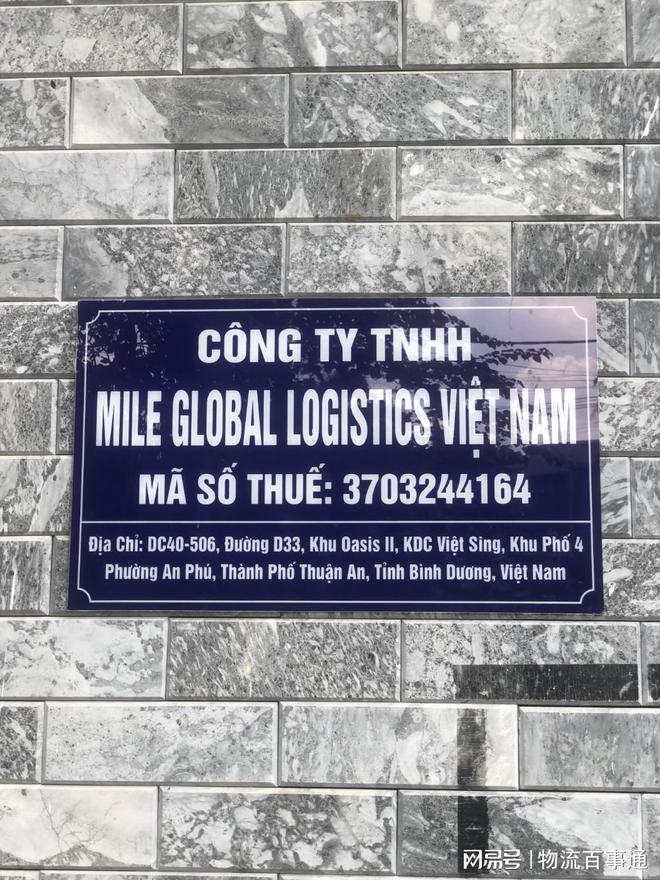 CÔNG TY TNHH
MILE GLOBAL LOGISTICS VIỆT NAM
MÃ SỐ THUẾ: 3703244164
Địa Chỉ: DC40-506, Đường D33, Khu Oasis II, KDC Việt Sing, Khu Phố 4
Phường An Phú, Thành Phố Thuận An, Tỉnh Bình Dương, Việt Nam
网易号 | 物流百事通